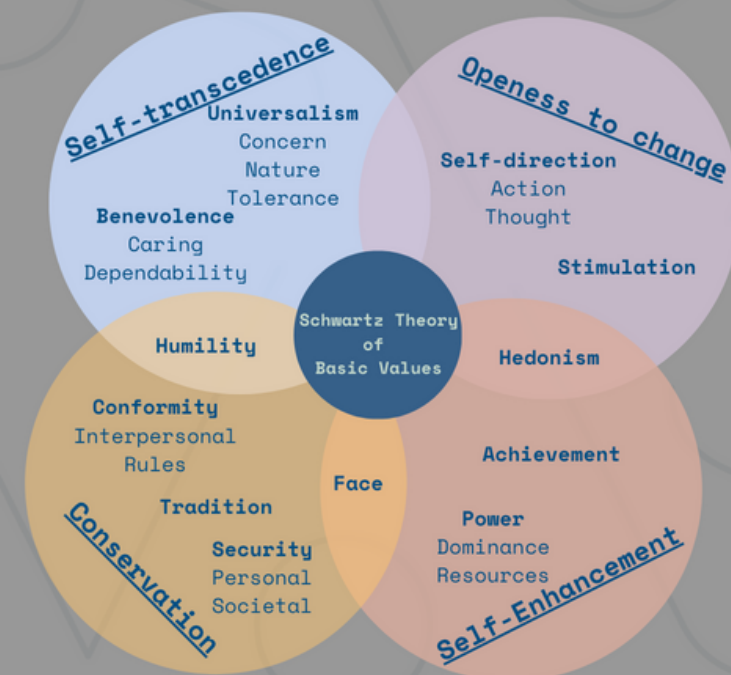 Self-transcedence
Universalism
Concern
Nature
Tolerance
Benevolence
Caring
Dependability
Openess to change
Self-direction
Action
Thought
Stimulation
Schwartz Theory
of
Basic Values
Humility
Hedonism
Conformity
Interpersonal
Rules
Tradition
Security
Personal
Societal
Conservation
Face
Achievement
Power
Dominance
Resources
Self-Enhancement